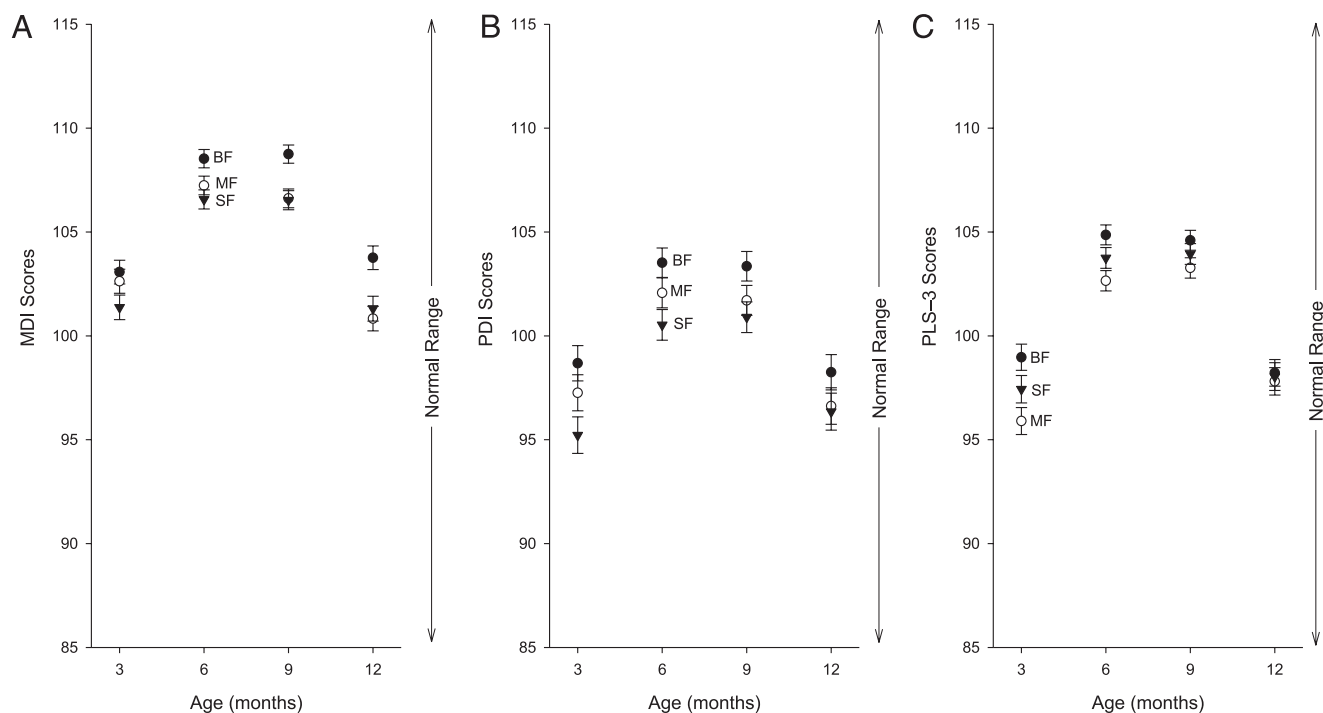 A
115
110
105
100
95
90
85
MDI Scores
BF
MF
SF
Normal Range
3 6 9 12
Age (months)
B
115
110
105
100
95
90
85
PDI Scores
BF
MF
SF
Normal Range
3 6 9 12
Age (months)
C
115
110
105
100
95
90
85
PLS–3 Scores
BF
SF
MF
Normal Range
3 6 9 12
Age (months)